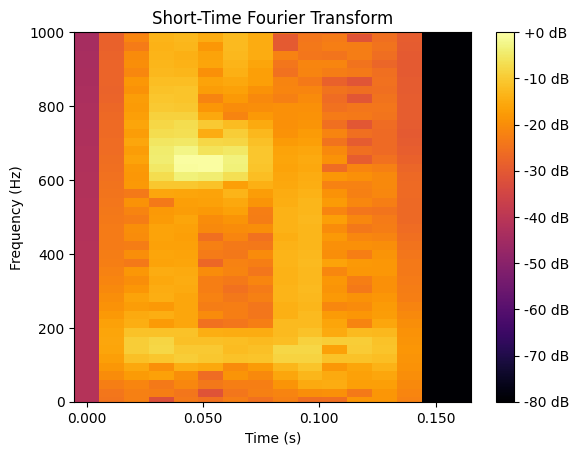 Short-Time Fourier Transform
1000
800
600
400
200
0
Frequency (Hz)
0.000
0.050
0.100
0.150
Time (s)
+0 dB
-10 dB
-20 dB
-30 dB
-40 dB
-50 dB
-60 dB
-70 dB
-80 dB